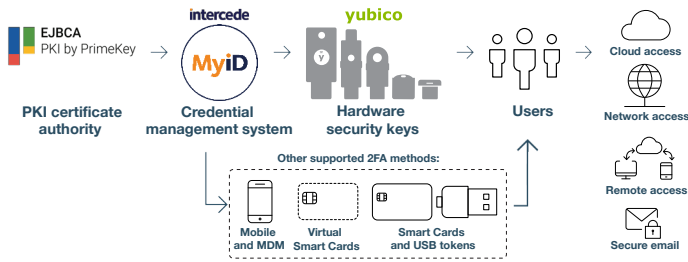 EJBCA
PKI by PrimeKey
PKI certificate
authority
intercede
MyiD
Credential
management system
yubico
y
Hardware
security keys
Users
Cloud access
Network access
Remote access
Secure email
Other supported 2FA methods:
Mobile
and MDM
Virtual
Smart Cards
Smart Cards
and USB tokens